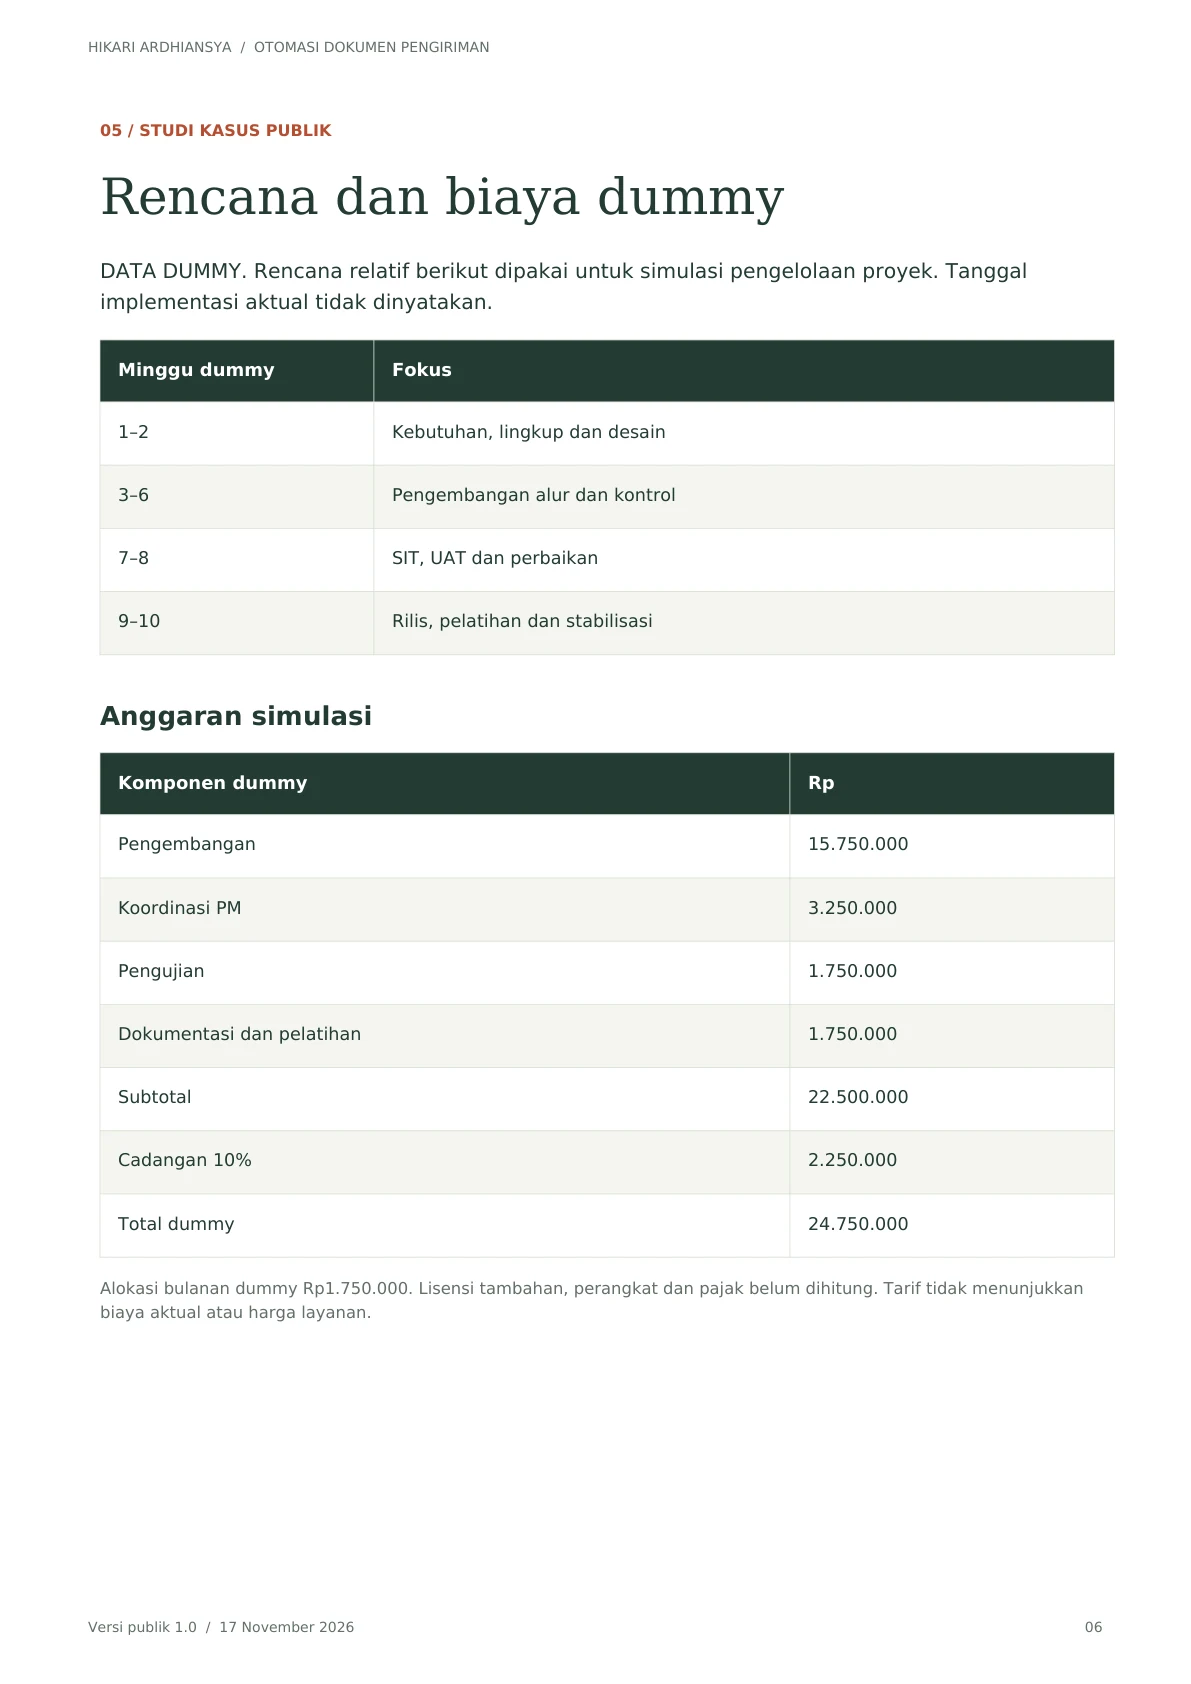 HIKARI ARDHIANSYA / OTOMASI DOKUMEN PENGIRIMAN
05 / STUDI KASUS PUBLIK
Rencana dan biaya dummy
DATA DUMMY. Rencana relatif berikut dipakai untuk simulasi pengelolaan proyek. Tanggal
implementasi aktual tidak dinyatakan.
Minggu dummy Fokus
1–2 Kebutuhan, lingkup dan desain
3–6 Pengembangan alur dan kontrol
7–8 SIT, UAT dan perbaikan
9–10 Rilis, pelatihan dan stabilisasi
Anggaran simulasi
Komponen dummy Rp
Pengembangan 15.750.000
Koordinasi PM 3.250.000
Pengujian 1.750.000
Dokumentasi dan pelatihan 1.750.000
Subtotal 22.500.000
Cadangan 10% 2.250.000
Total dummy 24.750.000
Alokasi bulanan dummy Rp1.750.000. Lisensi tambahan, perangkat dan pajak belum dihitung. Tarif tidak menunjukkan
biaya aktual atau harga layanan.
Versi publik 1.0 / 17 November 2026 06